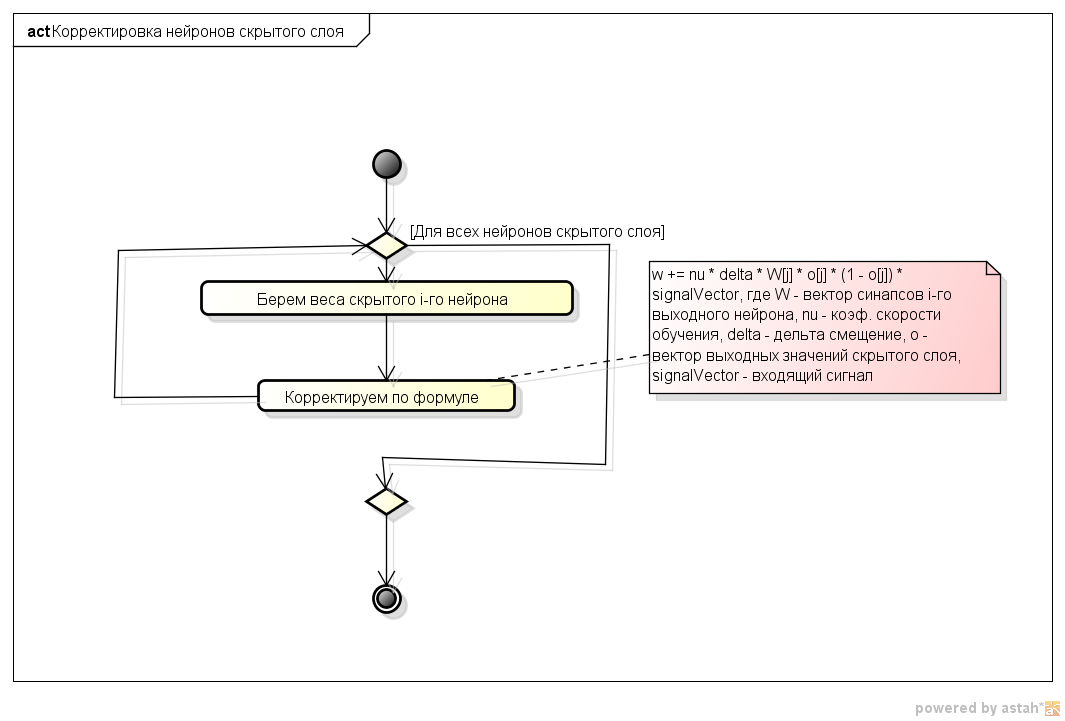 act Корректировка нейронов скрытого слоя
[Для всех нейронов скрытого слоя]
Берем веса скрытого i-го нейрона
Корректируем по формуле
w += nu * delta * W[j] * o[j] * (1 - o[j]) *
signalVector, где W - вектор синапсов i-го
выходного нейрона, nu - коэф. скорости
обучения, delta - дельта смещение, о -
вектор выходных значений скрытого слоя,
signalVector - входящий сигнал
powered by astah*